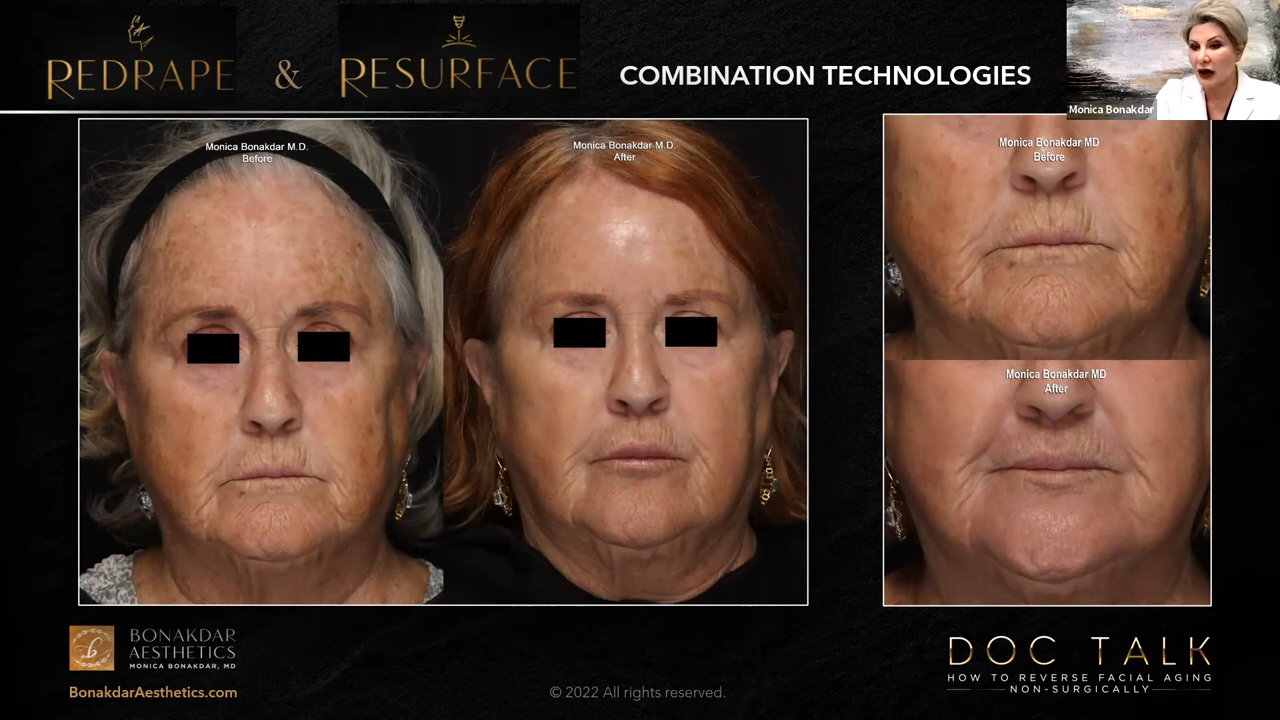 REDRAPE & RESURFACE
COMBINATION TECHNOLOGIES
Monica Bonakdar
Monica Bonakdar M.D.
Before
Monica Bonakdar M.D.
After
Monica Bonakdar MD
Before
Monica Bonakdar MD
After
BONAKDAR
AESTHETICS
MONICA BONAKDAR, MD
BonakdarAesthetics.com
© 2022 All rights reserved.
DOC TALK
HOW TO REVERSE FACIAL AGING
NON-SURGICALLY